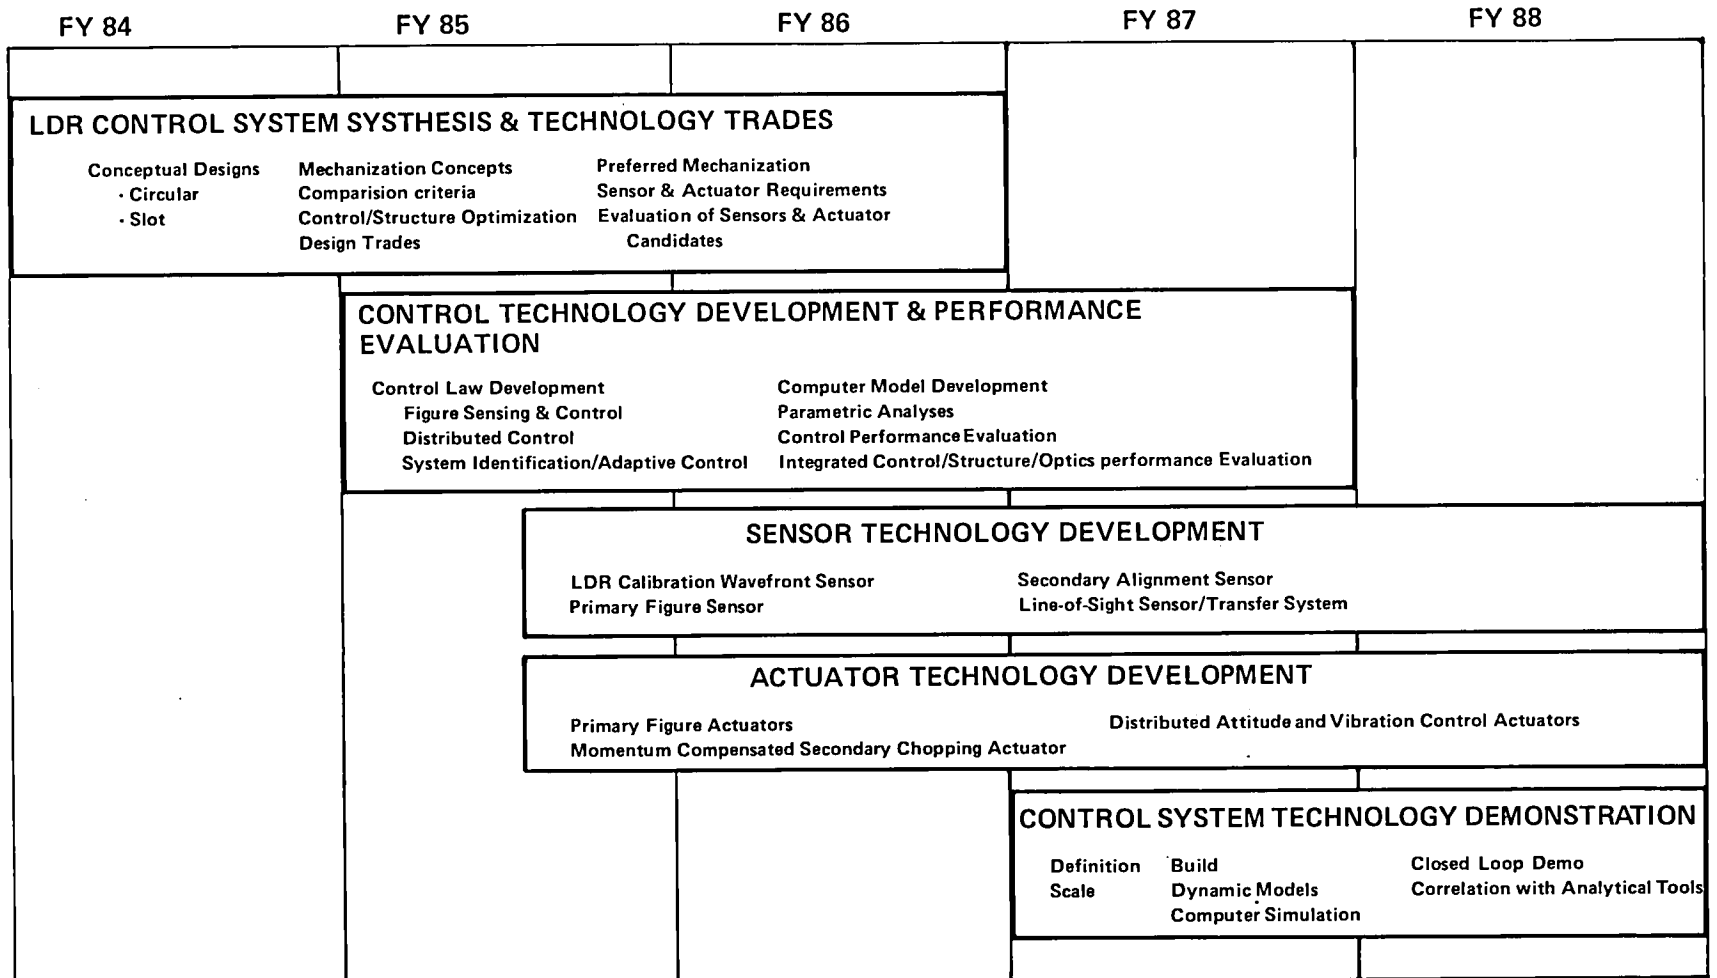 FY 84 FY 85 FY 86 FY 87 FY 88
LDR CONTROL SYSTEM SYSTHESIS & TECHNOLOGY TRADES
Conceptual Designs
· Circular
· Slot
Mechanization Concepts
Comparision criteria
Control/Structure Optimization
Design Trades
Preferred Mechanization
Sensor & Actuator Requirements
Evaluation of Sensors & Actuator
Candidates
CONTROL TECHNOLOGY DEVELOPMENT & PERFORMANCE
EVALUATION
Control Law Development
Figure Sensing & Control
Distributed Control
System Identification/Adaptive Control
Computer Model Development
Parametric Analyses
Control Performance Evaluation
Integrated Control/Structure/Optics performance Evaluation
SENSOR TECHNOLOGY DEVELOPMENT
LDR Calibration Wavefront Sensor
Primary Figure Sensor
Secondary Alignment Sensor
Line-of-Sight Sensor/Transfer System
ACTUATOR TECHNOLOGY DEVELOPMENT
Primary Figure Actuators
Momentum Compensated Secondary Chopping Actuator
Distributed Attitude and Vibration Control Actuators
CONTROL SYSTEM TECHNOLOGY DEMONSTRATION
Definition
Scale
Build
Dynamic Models
Computer Simulation
Closed Loop Demo
Correlation with Analytical Tools